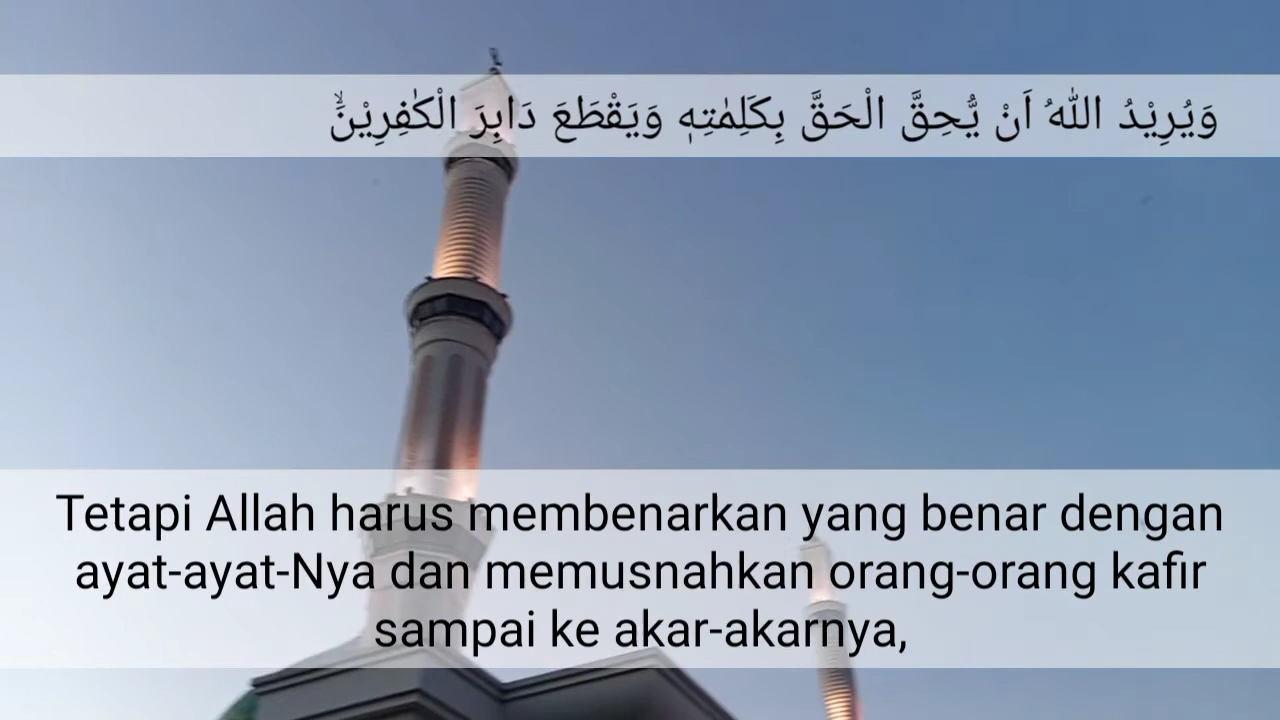 وَيُرِيْدُ اللّٰهُ اَنْ يُّحِقَّ الْحَقَّ بِكَلِمٰتِهٖ وَيَقْطَعَ دَابِرَ الْكٰفِرِيْنَۙ
Tetapi Allah harus membenarkan yang benar dengan
ayat-ayat-Nya dan memusnahkan orang-orang kafir
sampai ke akar-akarnya,